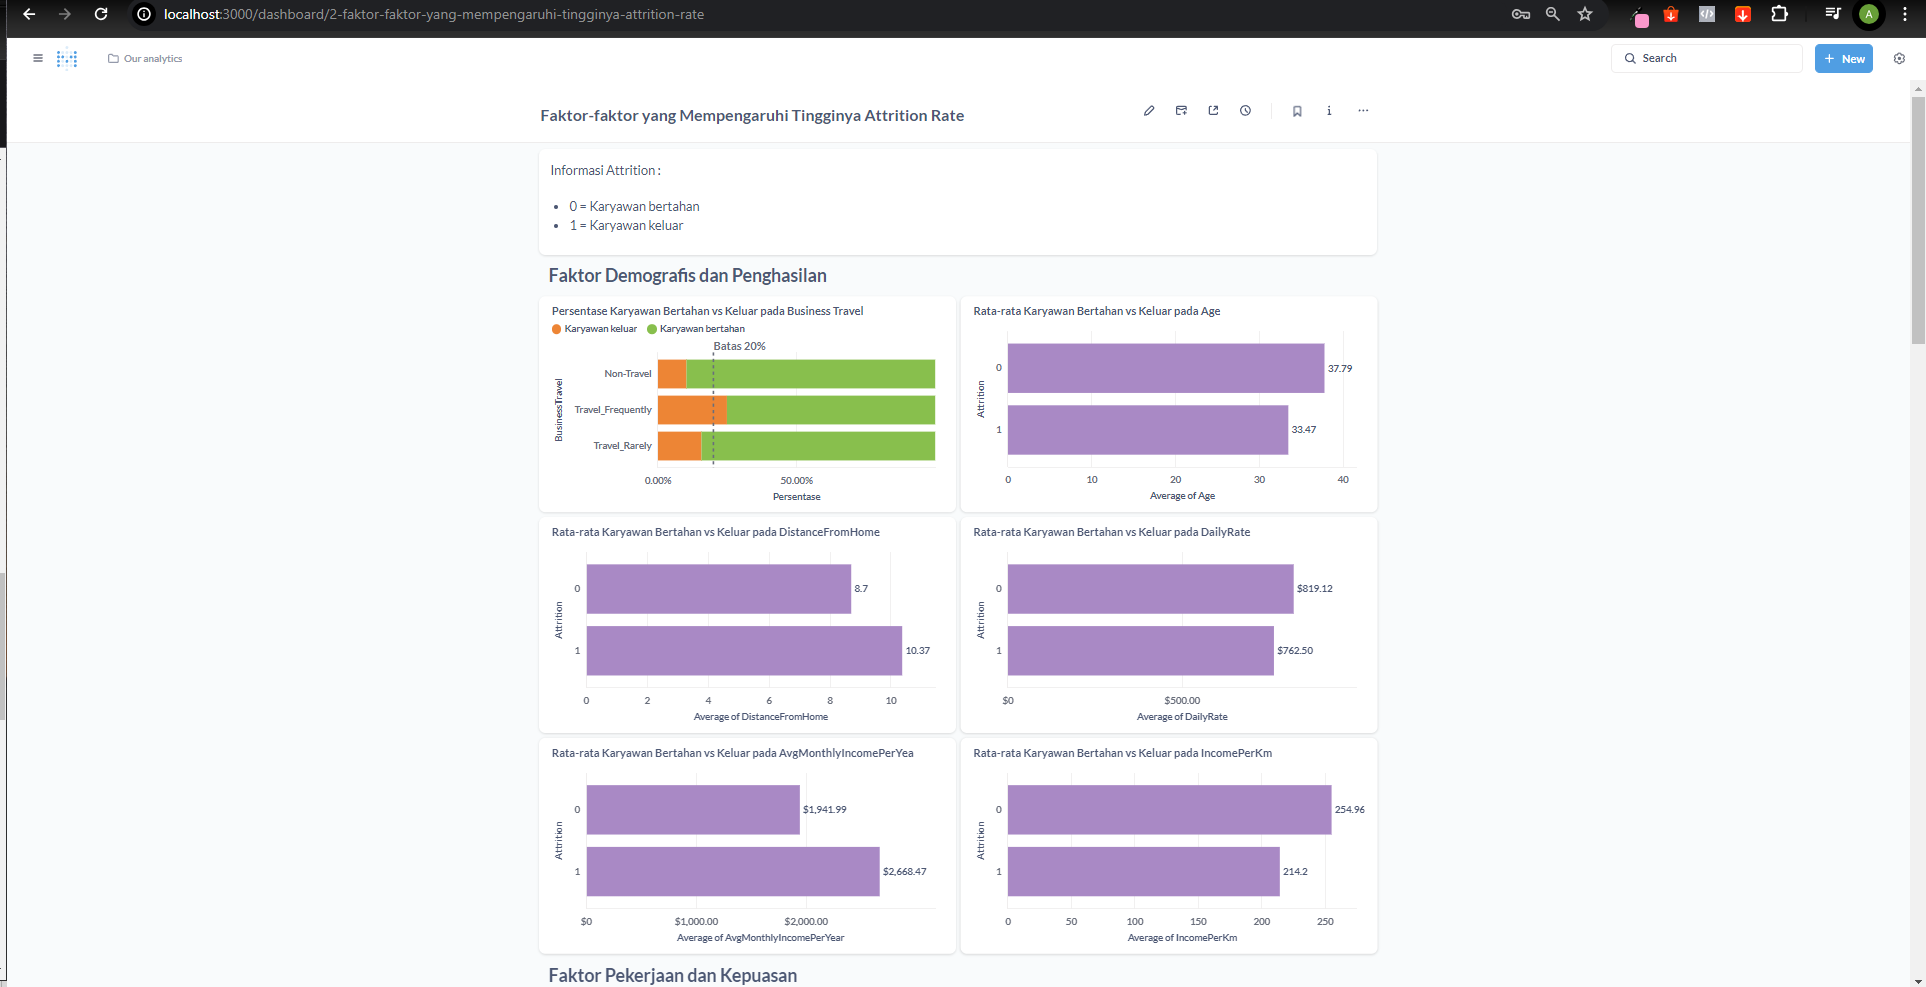 localhost:3000/dashboard/2-faktor-faktor-yang-mempengaruhi-tingginya-attrition-rate
A
Our analytics
Search
+ New
Faktor-faktor yang Mempengaruhi Tingginya Attrition Rate
Informasi Attrition :
• 0 = Karyawan bertahan
• 1 = Karyawan keluar
Faktor Demografis dan Penghasilan
Persentase Karyawan Bertahan vs Keluar pada Business Travel
Karyawan keluar Karyawan bertahan
Batas 20%
BusinessTravel
Non-Travel
Travel_Frequently
Travel_Rarely
0.00% 50.00%
Persentase
Rata-rata Karyawan Bertahan vs Keluar pada Age
Attrition
0 37.79
1 33.47
0 10 20 30 40
Average of Age
Rata-rata Karyawan Bertahan vs Keluar pada DistanceFromHome
Attrition
0 8.7
1 10.37
0 2 4 6 8 10
Average of DistanceFromHome
Rata-rata Karyawan Bertahan vs Keluar pada DailyRate
Attrition
0 $819.12
1 $762.50
$0 $500.00
Average of DailyRate
Rata-rata Karyawan Bertahan vs Keluar pada AvgMonthlyIncomePerYea
Attrition
0 $1,941.99
1 $2,668.47
$0 $1,000.00 $2,000.00
Average of AvgMonthlyIncomePerYear
Rata-rata Karyawan Bertahan vs Keluar pada IncomePerKm
Attrition
0 254.96
1 214.2
0 50 100 150 200 250
Average of IncomePerKm
Faktor Pekerjaan dan Kepuasan